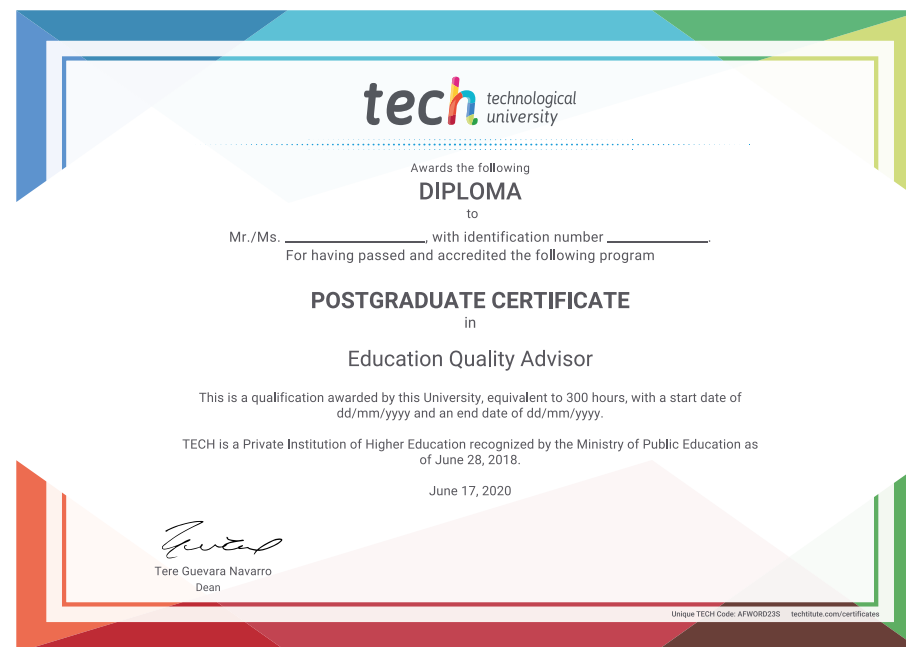 tech technological
university
Awards the following
DIPLOMA
to
Mr./Ms. ____________________, with identification number _______________.
For having passed and accredited the following program
POSTGRADUATE CERTIFICATE
in
Education Quality Advisor
This is a qualification awarded by this University, equivalent to 300 hours, with a start date of
dd/mm/yyyy and an end date of dd/mm/yyyy.
TECH is a Private Institution of Higher Education recognized by the Ministry of Public Education as
of June 28, 2018.
June 17, 2020
Tere Guevara Navarro
Dean
Unique TECH Code: AFWORD23S techtitute.com/certificates